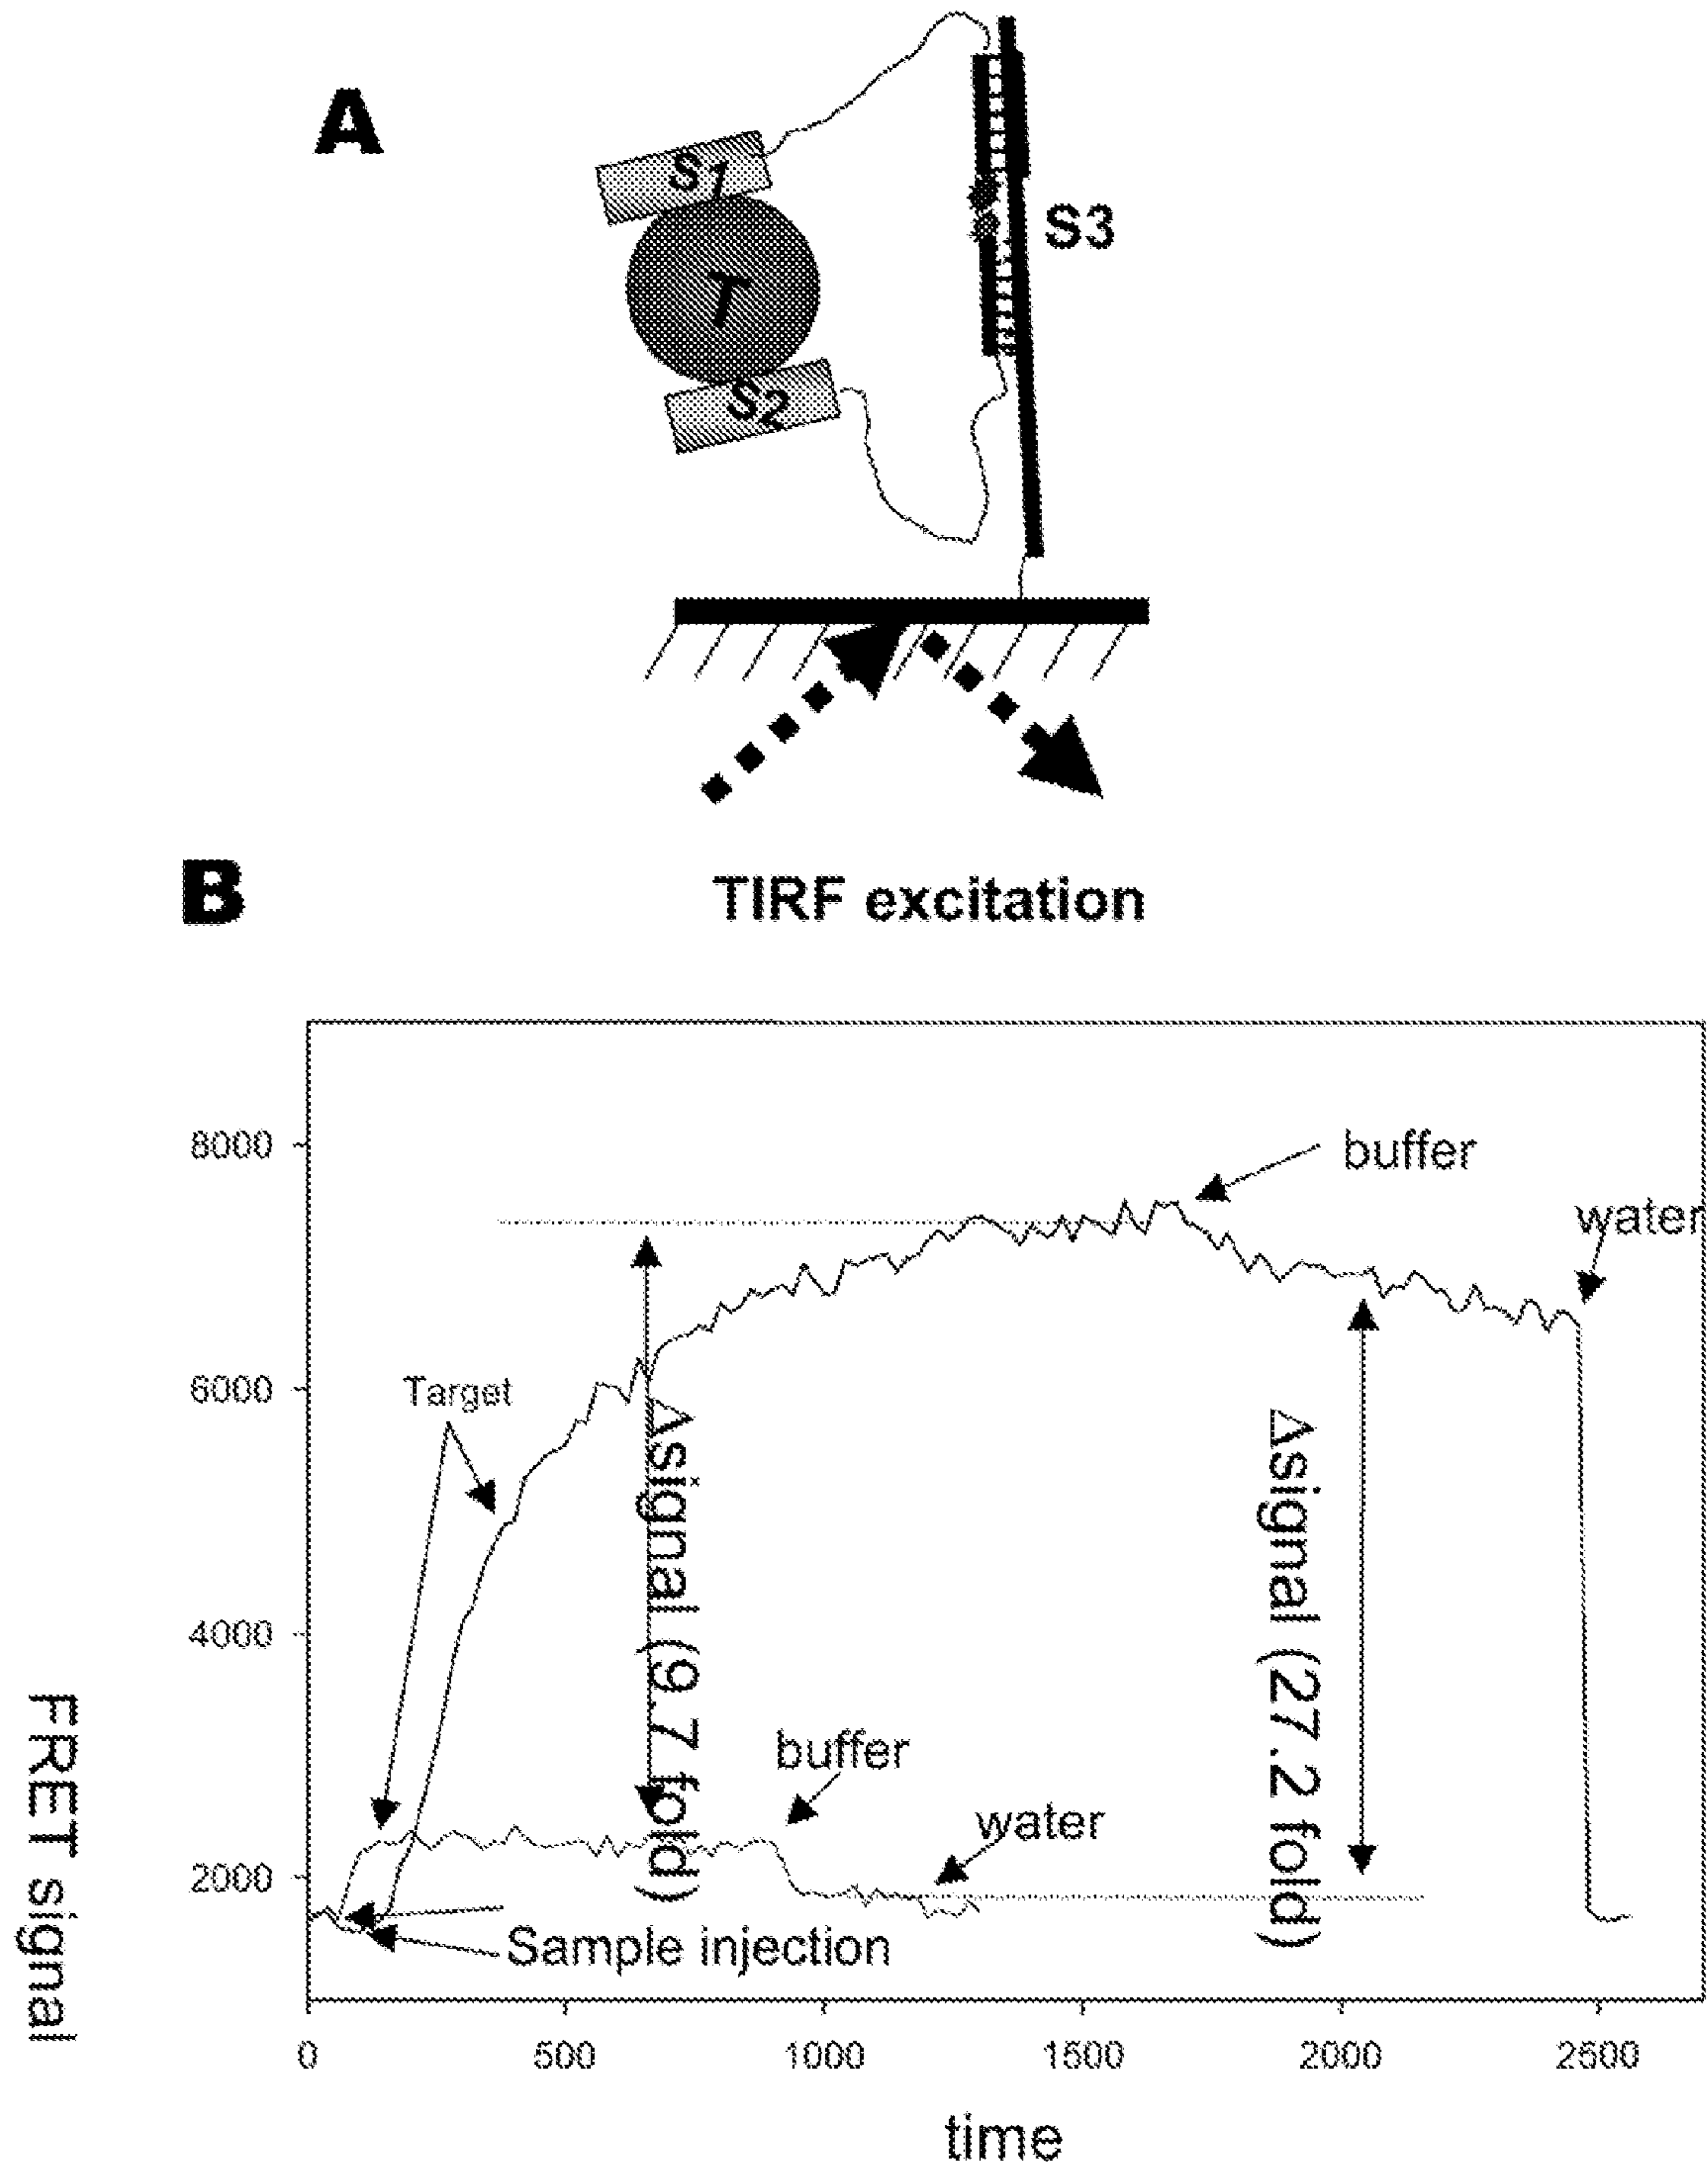 A
S1
T
S2
S3
TIRF excitation
B
FRET signal
8000
6000
4000
2000
buffer
water
Target
Δsignal (9.7 fold)
Δsignal (27.2 fold)
buffer
water
Sample injection
0
500
1000
1500
2000
2500
time